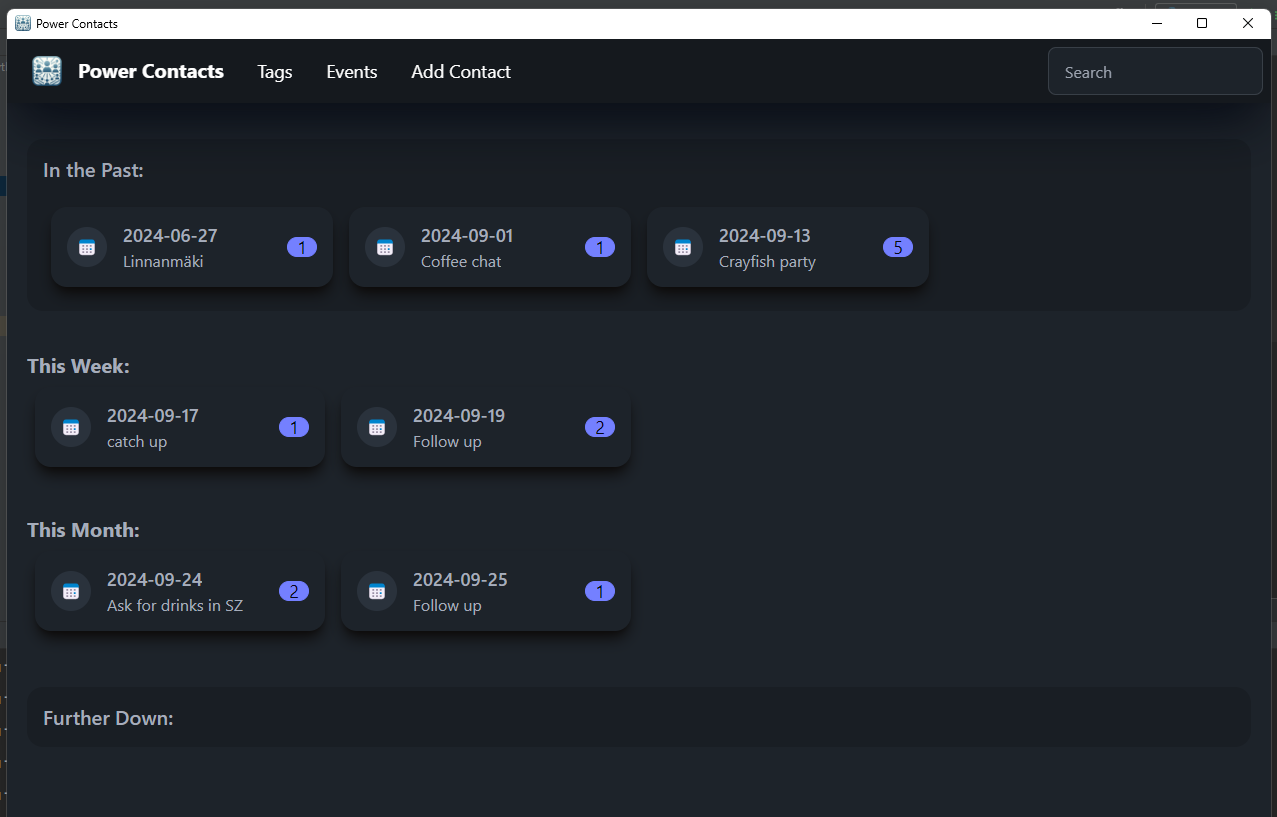 Power Contacts
Power Contacts Tags Events Add Contact Search
In the Past:
2024-06-27
Linnanmäki
1
2024-09-01
Coffee chat
1
2024-09-13
Crayfish party
5
This Week:
2024-09-17
catch up
1
2024-09-19
Follow up
2
This Month:
2024-09-24
Ask for drinks in SZ
2
2024-09-25
Follow up
1
Further Down: